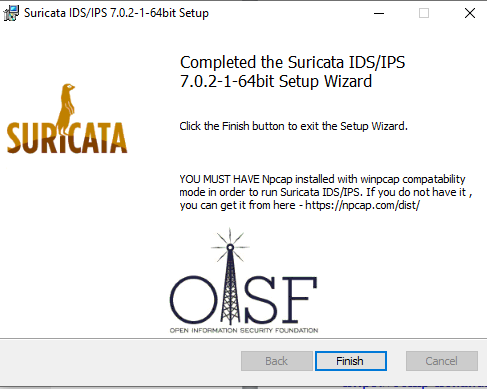 Suricata IDS/IPS 7.0.2-1-64bit Setup
Completed the Suricata IDS/IPS
7.0.2-1-64bit Setup Wizard
SURICATA
Click the Finish button to exit the Setup Wizard.
YOU MUST HAVE Npcap installed with winpcap compatability
mode in order to run Suricata IDS/IPS. If you do not have it ,
you can get it from here - https://npcap.com/dist/
OISF
OPEN INFORMATION SECURITY FOUNDATION
Back
Finish
Cancel